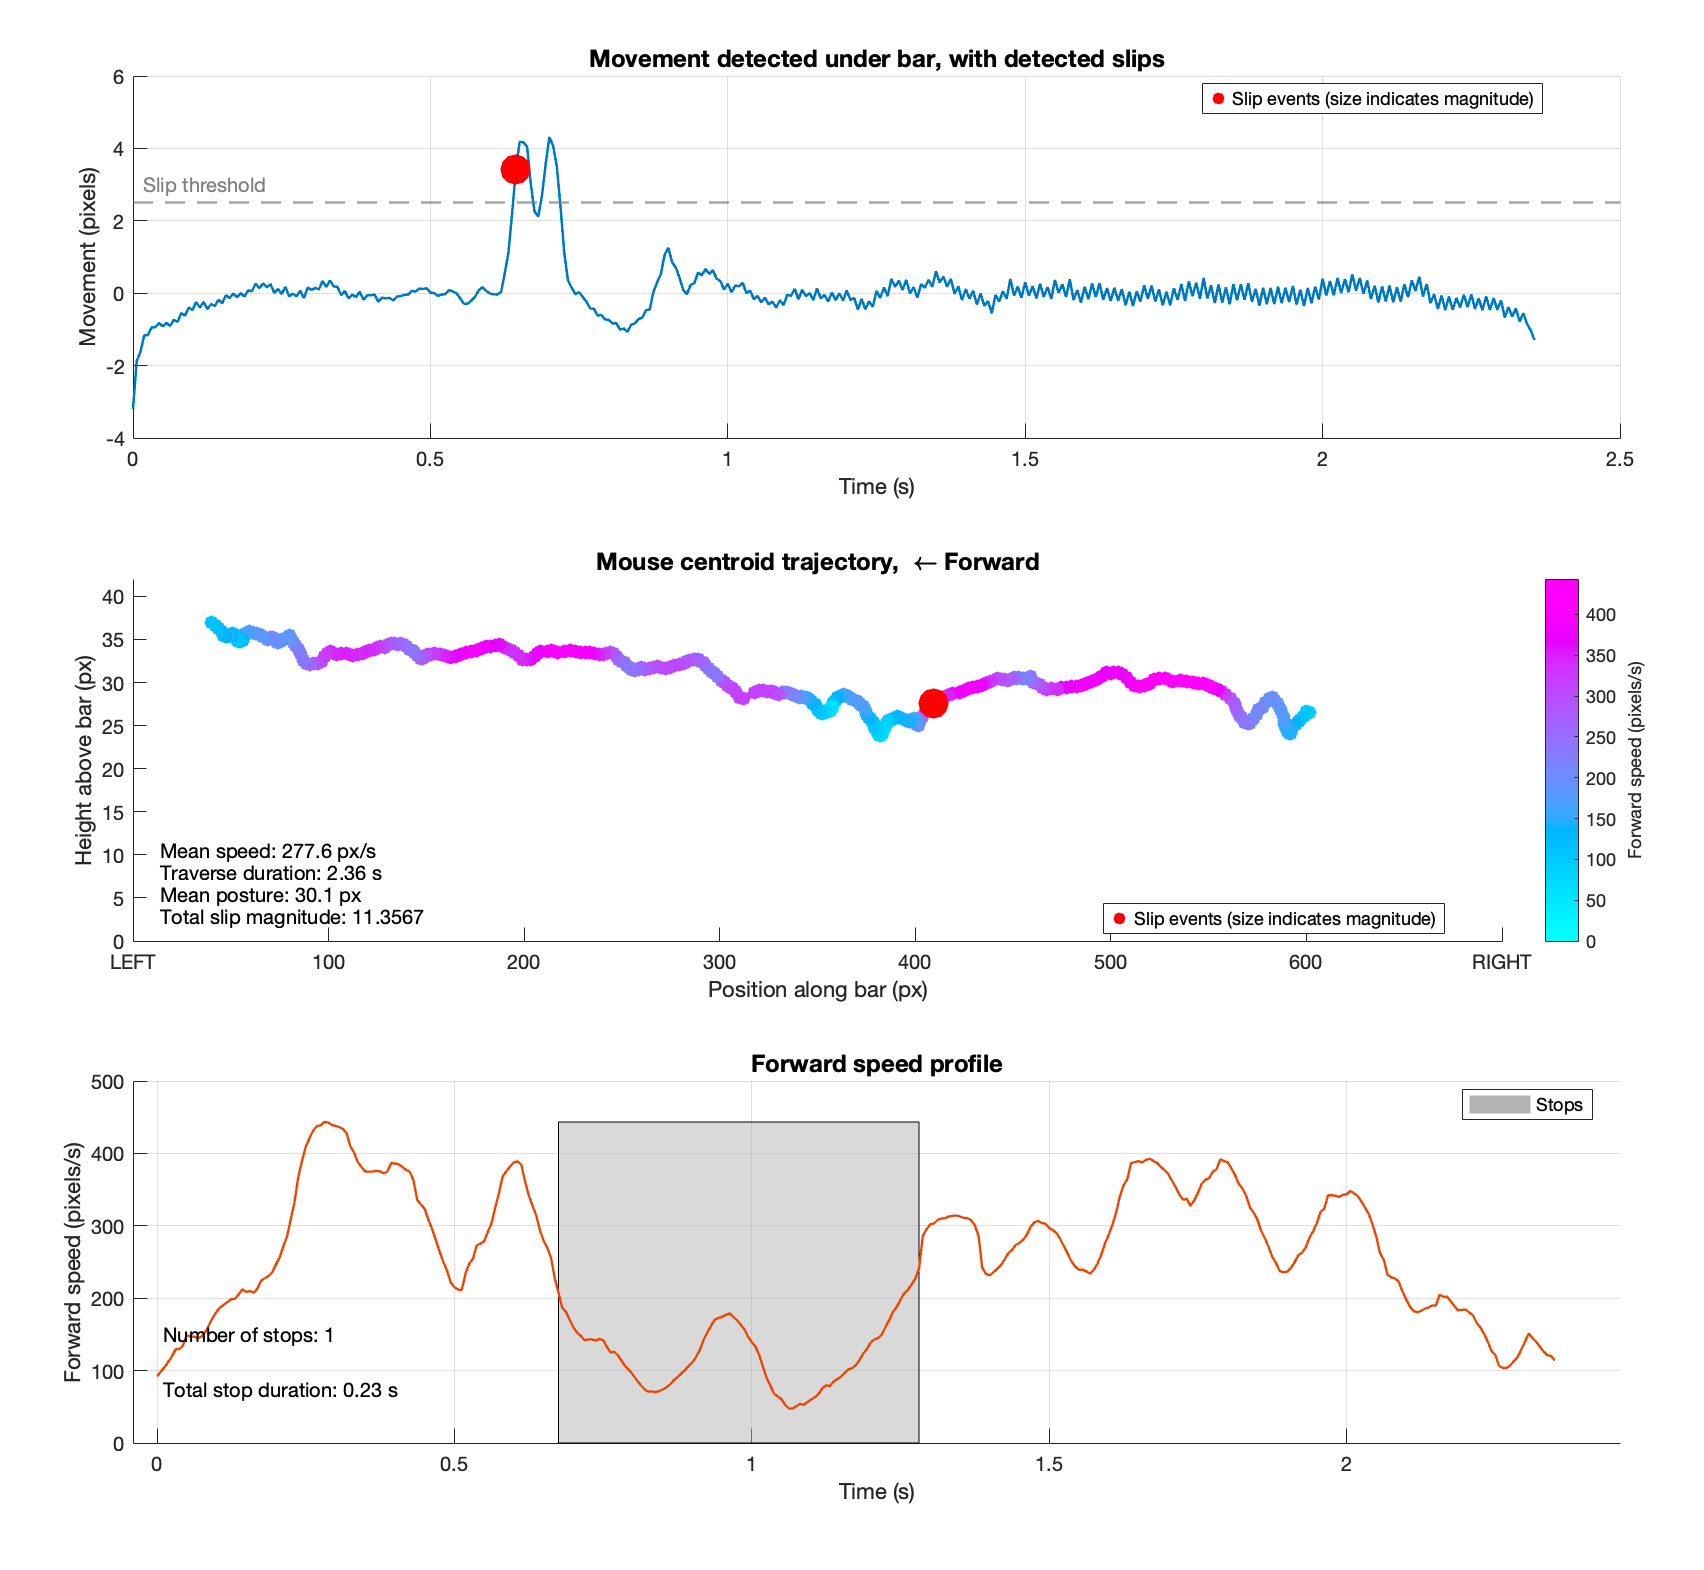 Movement detected under bar, with detected slips
6
4
2
0
-2
-4
Movement (pixels)
Slip threshold
Slip events (size indicates magnitude)
0
0.5
1
1.5
2
2.5
Time (s)
Mouse centroid trajectory, ← Forward
40
35
30
25
20
15
10
5
0
Height above bar (px)
Mean speed: 277.6 px/s
Traverse duration: 2.36 s
Mean posture: 30.1 px
Total slip magnitude: 11.3567
Slip events (size indicates magnitude)
LEFT
100
200
300
400
500
600
RIGHT
Position along bar (px)
400
350
300
250
200
150
100
50
0
Forward speed (pixels/s)
Forward speed profile
500
400
300
200
100
0
Forward speed (pixels/s)
Stops
Number of stops: 1
Total stop duration: 0.23 s
0
0.5
1
1.5
2
Time (s)